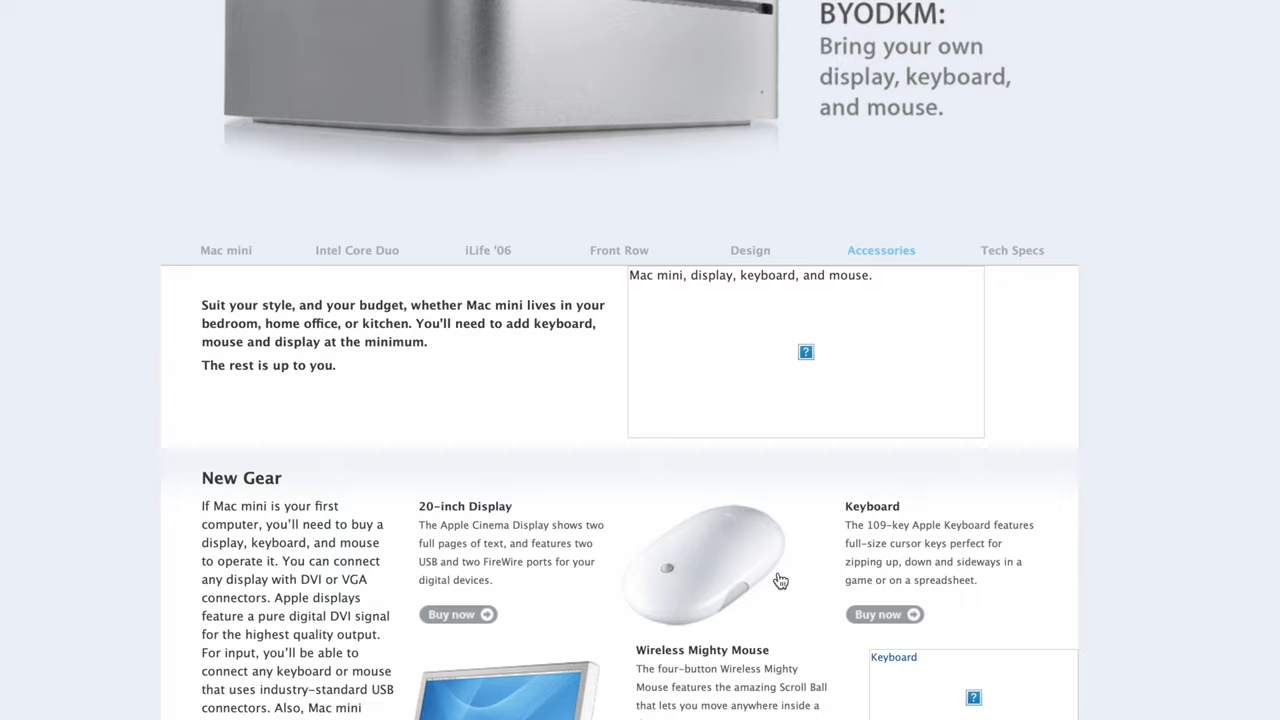 BYODKM:
Bring your own
display, keyboard,
and mouse.
Mac mini
Intel Core Duo
iLife '06
Front Row
Design
Accessories
Tech Specs
Suit your style, and your budget, whether Mac mini lives in your
bedroom, home office, or kitchen. You'll need to add keyboard,
mouse and display at the minimum.
The rest is up to you.
Mac mini, display, keyboard, and mouse.
New Gear
If Mac mini is your first
computer, you'll need to buy a
display, keyboard, and mouse
to operate it. You can connect
any display with DVI or VGA
connectors. Apple displays
feature a pure digital DVI signal
for the highest quality output.
For input, you'll be able to
connect any keyboard or mouse
that uses industry-standard USB
connectors. Also, Mac mini
20-inch Display
The Apple Cinema Display shows two
full pages of text, and features two
USB and two FireWire ports for your
digital devices.
Buy now
Wireless Mighty Mouse
The four-button Wireless Mighty
Mouse features the amazing Scroll Ball
that lets you move anywhere inside a
Keyboard
The 109-key Apple Keyboard features
full-size cursor keys perfect for
zipping up, down and sideways in a
game or on a spreadsheet.
Buy now
Keyboard